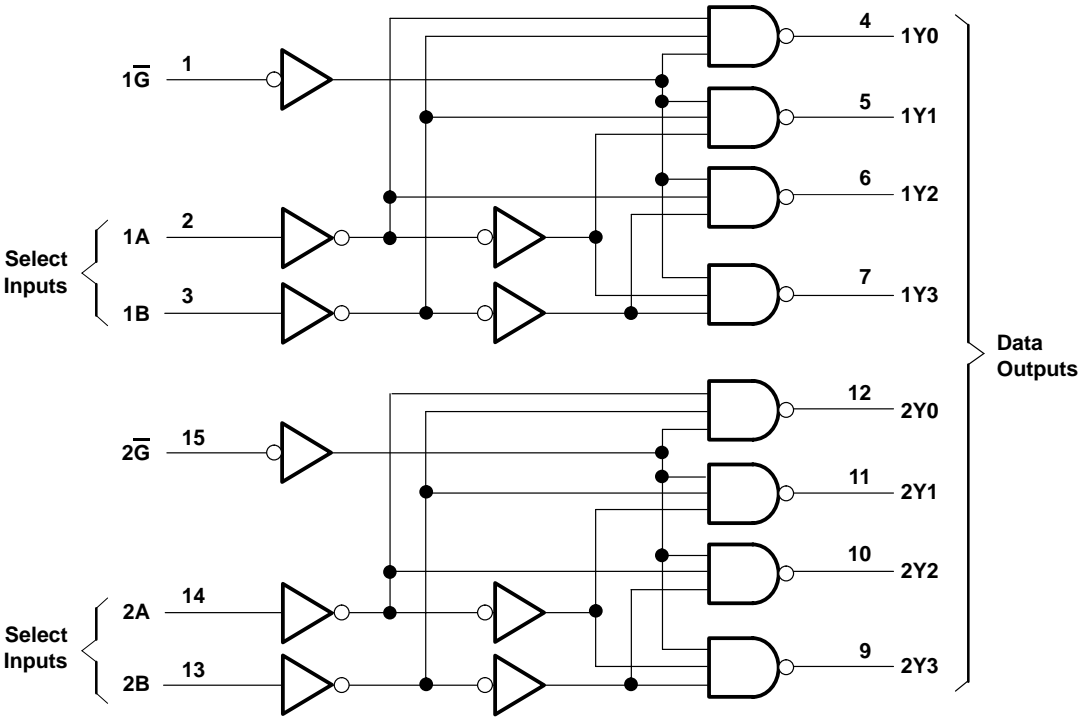 4
1Y0
1
1G̅
5
1Y1
6
1Y2
2
1A
Select
Inputs
3
1B
7
1Y3
Data
Outputs
12
2Y0
15
2G̅
11
2Y1
10
2Y2
14
2A
Select
Inputs
13
2B
9
2Y3